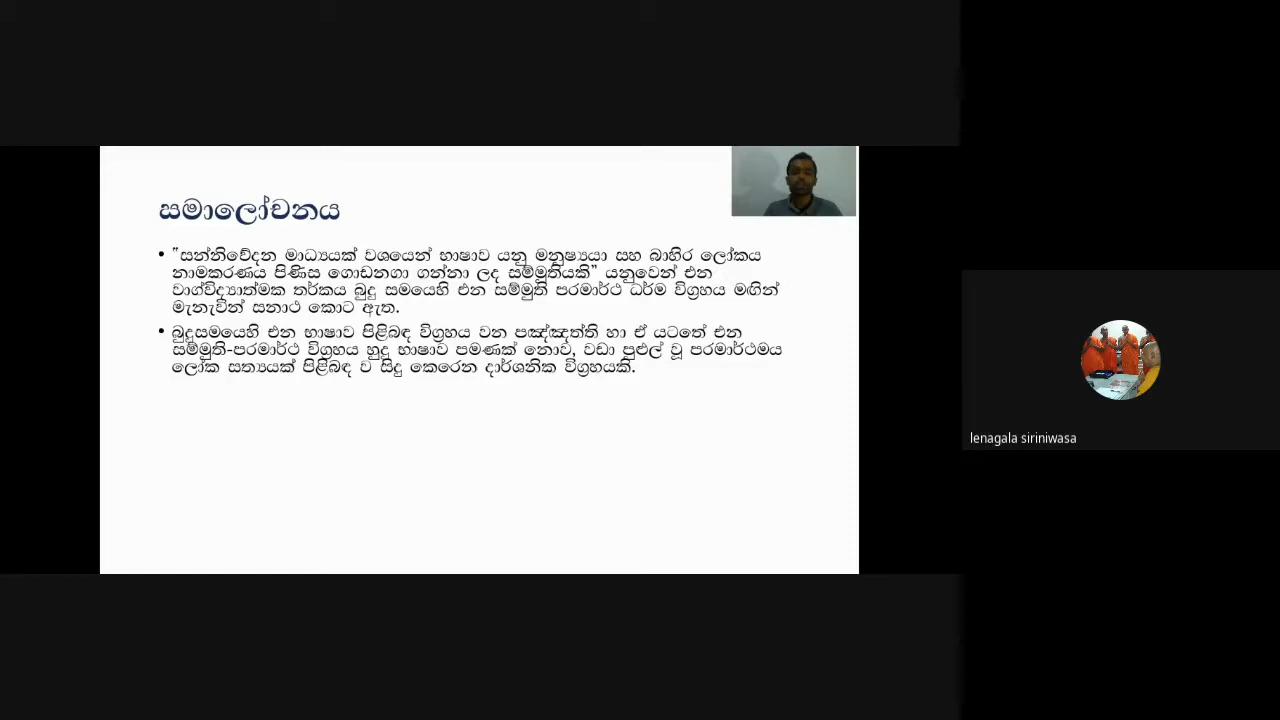 සමාලෝචනය
• "සන්නිවේදන මාධ්‍යයක් වශයෙන් භාෂාව යනු මනුෂ්‍යයා සහ බාහිර ලෝකය
නාමකරණය පිණිස ගොඩනගා ගන්නා ලද සම්මුතියකි" යනුවෙන් එන
වාග්විද්‍යාත්මක තර්කය බුදු සමයෙහි එන සම්මුති පරමාර්ථ ධර්ම විග්‍රහය මඟින්
මැනැවින් සනාථ කොට ඇත.
• බුදුසමයෙහි එන භාෂාව පිළිබඳ විග්‍රහය වන පඤ්ඤත්ති හා ඒ යටතේ එන
සම්මුති-පරමාර්ථ විග්‍රහය හුදු භාෂාව පමණක් නොව, වඩා පුළුල් වූ පරමාර්ථමය
ලෝක සත්‍යයක් පිළිබඳ ව සිදු කෙරෙන දාර්ශනික විග්‍රහයකි.
lenagala siriniwasa